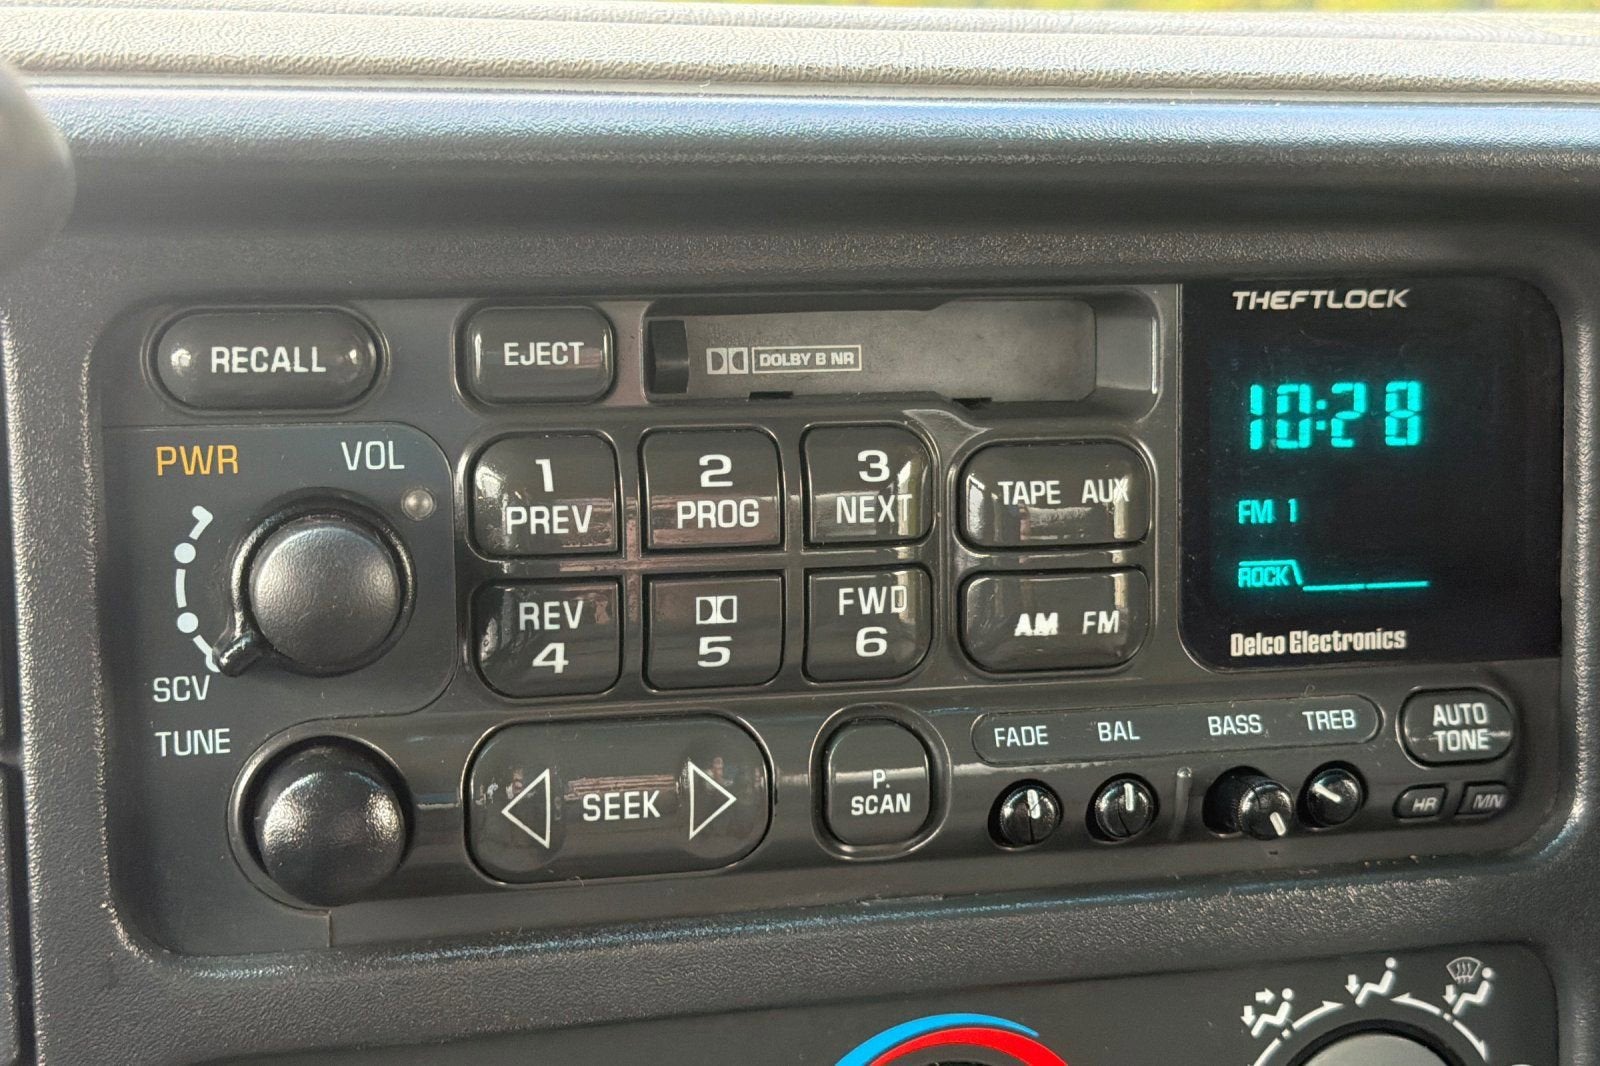 THEFTLOCK
RECALL
EJECT
DOLBY B NR
10:28
PWR
VOL
1
PREV
2
PROG
3
NEXT
TAPE AUX
FM 1
ROCK
REV
4
5
FWD
6
AM FM
Delco Electronics
SCV
TUNE
SEEK
P.
SCAN
FADE
BAL
BASS
TREB
AUTO
TONE
HR
MN